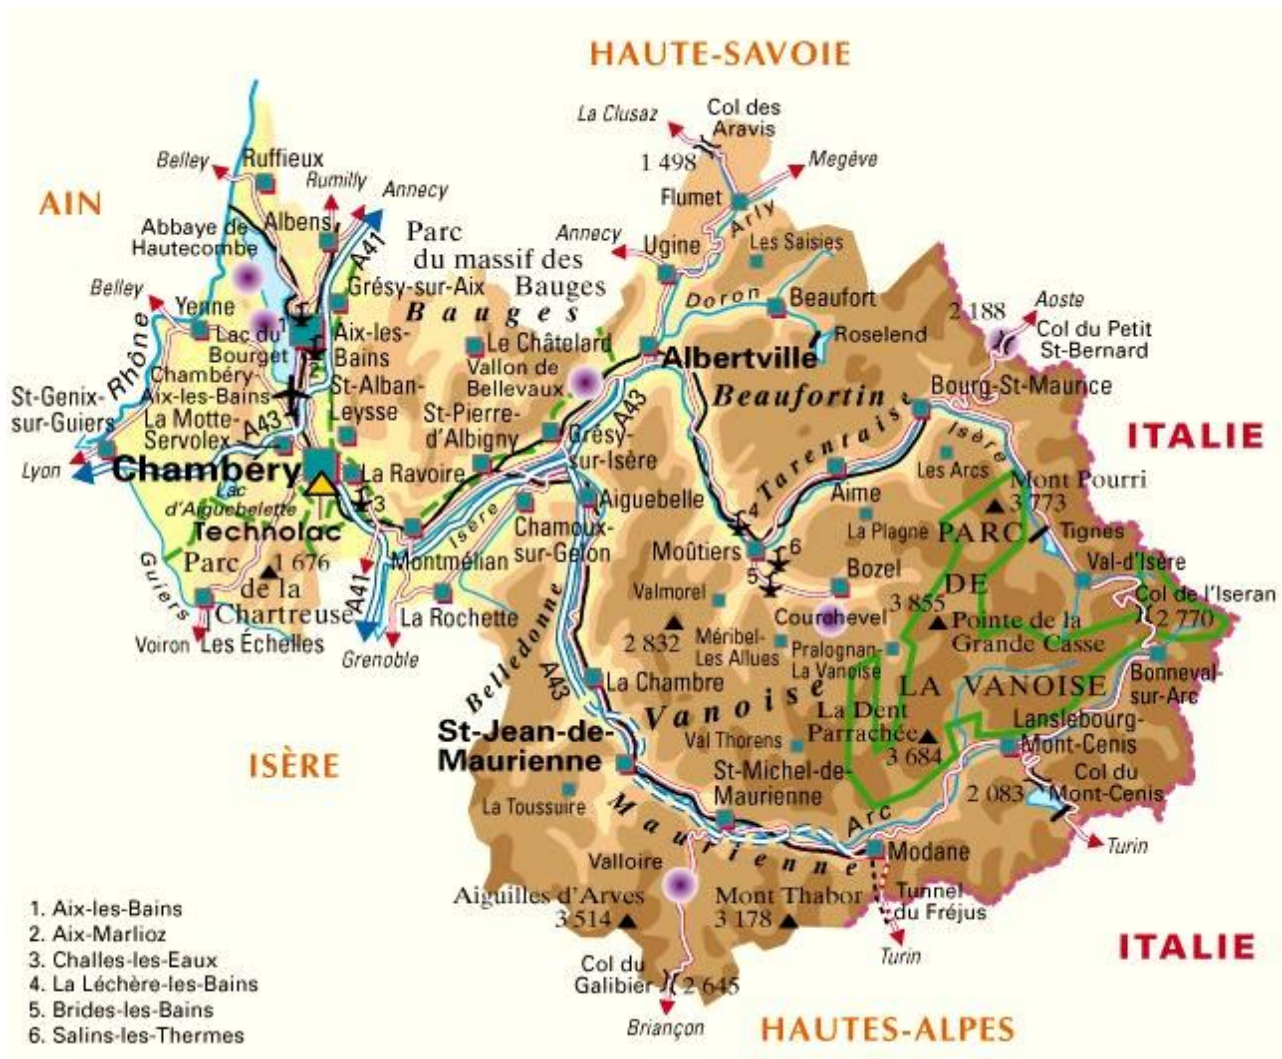 HAUTE-SAVOIE
La Clusaz
Col des
Aravis
1 498
Megève
Belley
Ruffieux
Rumilly
Annecy
Flumet
AIN
Abbaye de
Hautecombe
Albens
A41
Parc
du massif des
Bauges
Annecy
Ugine
Arly
Les Saisies
Belley
Yenne
Grésy-sur-Aix
Bauges
Doron
Beaufort
2 188
Aoste
Rhône
Lac du
Bourget
1
Aix-les-
Bains
2
Le Châtelard
Vallon de
Bellevaux
Albertville
Roselend
Col du Petit
St-Bernard
St-Genix-
sur-Guiers
Chambéry-
Aix-les-Bains
La Motte-
Servolex
A43
St-Alban-
Leysse
St-Pierre-
d'Albigny
A43
Beaufortin
Bourg-St-Maurice
ITALIE
Lyon
Chambéry
La Ravoire
Grésy-
sur-Isère
Tarentaise
Isère
Les Arcs
Mont Pourri
3 773
Lac
d'Aiguebelette
3
Technolac
Isère
Aiguebelle
Chamoux-
sur-Gelon
Aime
La Plagne
PARC
Tignes
Guiers
Parc
de la
Chartreuse
1 676
A41
Montmélian
Moûtiers
4
5
6
Bozel
DE
Val-d'Isère
Col de l'Iseran
2 770
Voiron
Les Échelles
La Rochette
Grenoble
Belledonne
Valmorel
2 832
Courchevel
3 855
Pointe de la
Grande Casse
Méribel-
Les Allues
Pralognan-
La Vanoise
A43
La Chambre
Vanoise
LA VANOISE
Bonneval-
sur-Arc
St-Jean-de-
Maurienne
Val Thorens
La Dent
Parrachée
3 684
Lanslebourg-
Mont-Cenis
ISÈRE
La Toussuire
St-Michel-de-
Maurienne
2 083
Col du
Mont-Cenis
Maurienne
Arc
Turin
Valloire
Modane
Aiguilles d'Arves
3 514
Mont Thabor
3 178
Tunnel
du Fréjus
Turin
ITALIE
Col du
Galibier
2 645
Briançon
HAUTES-ALPES
1. Aix-les-Bains
2. Aix-Marlioz
3. Challes-les-Eaux
4. La Léchère-les-Bains
5. Brides-les-Bains
6. Salins-les-Thermes